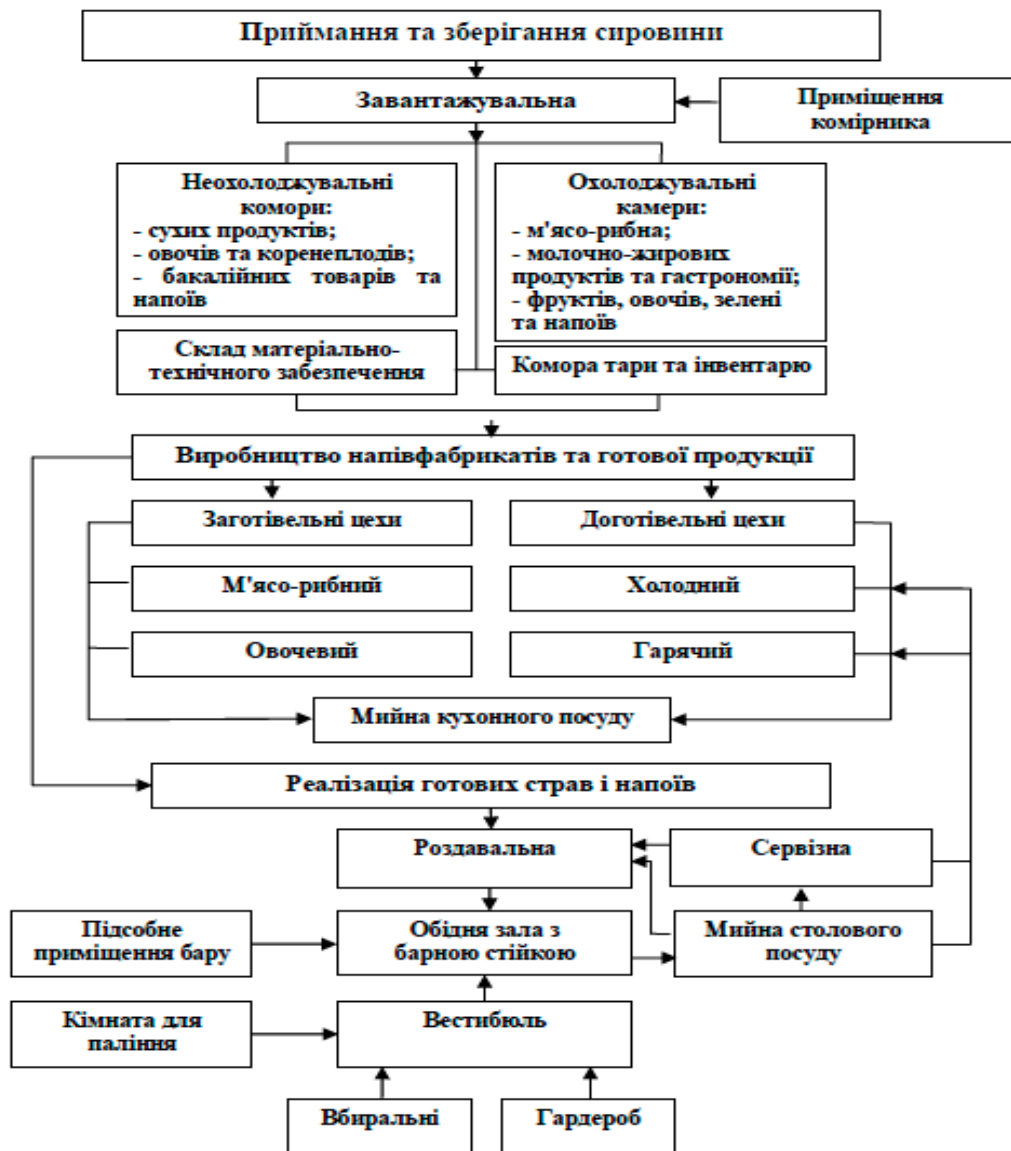 Приймання та зберігання сировини
Завантажувальна
Приміщення
комірника
Неохолоджувальні
комори:
- сухих продуктів;
- овочів та коренеплодів;
- бакалійних товарів та
напоїв
Охолоджувальні
камери:
- м'ясо-рибна;
- молочно-жирових
продуктів та гастрономії;
- фруктів, овочів, зелені
та напоїв
Склад матеріально-
технічного забезпечення
Комора тари та інвентарю
Виробництво напівфабрикатів та готової продукції
Заготівельні цехи
Доготівельні цехи
М'ясо-рибний
Холодний
Овочевий
Гарячий
Мийна кухонного посуду
Реалізація готових страв і напоїв
Роздавальна
Сервізна
Підсобне
приміщення бару
Обідня зала з
барною стійкою
Мийна столового
посуду
Кімната для
паління
Вестибюль
Вбиральні
Гардероб